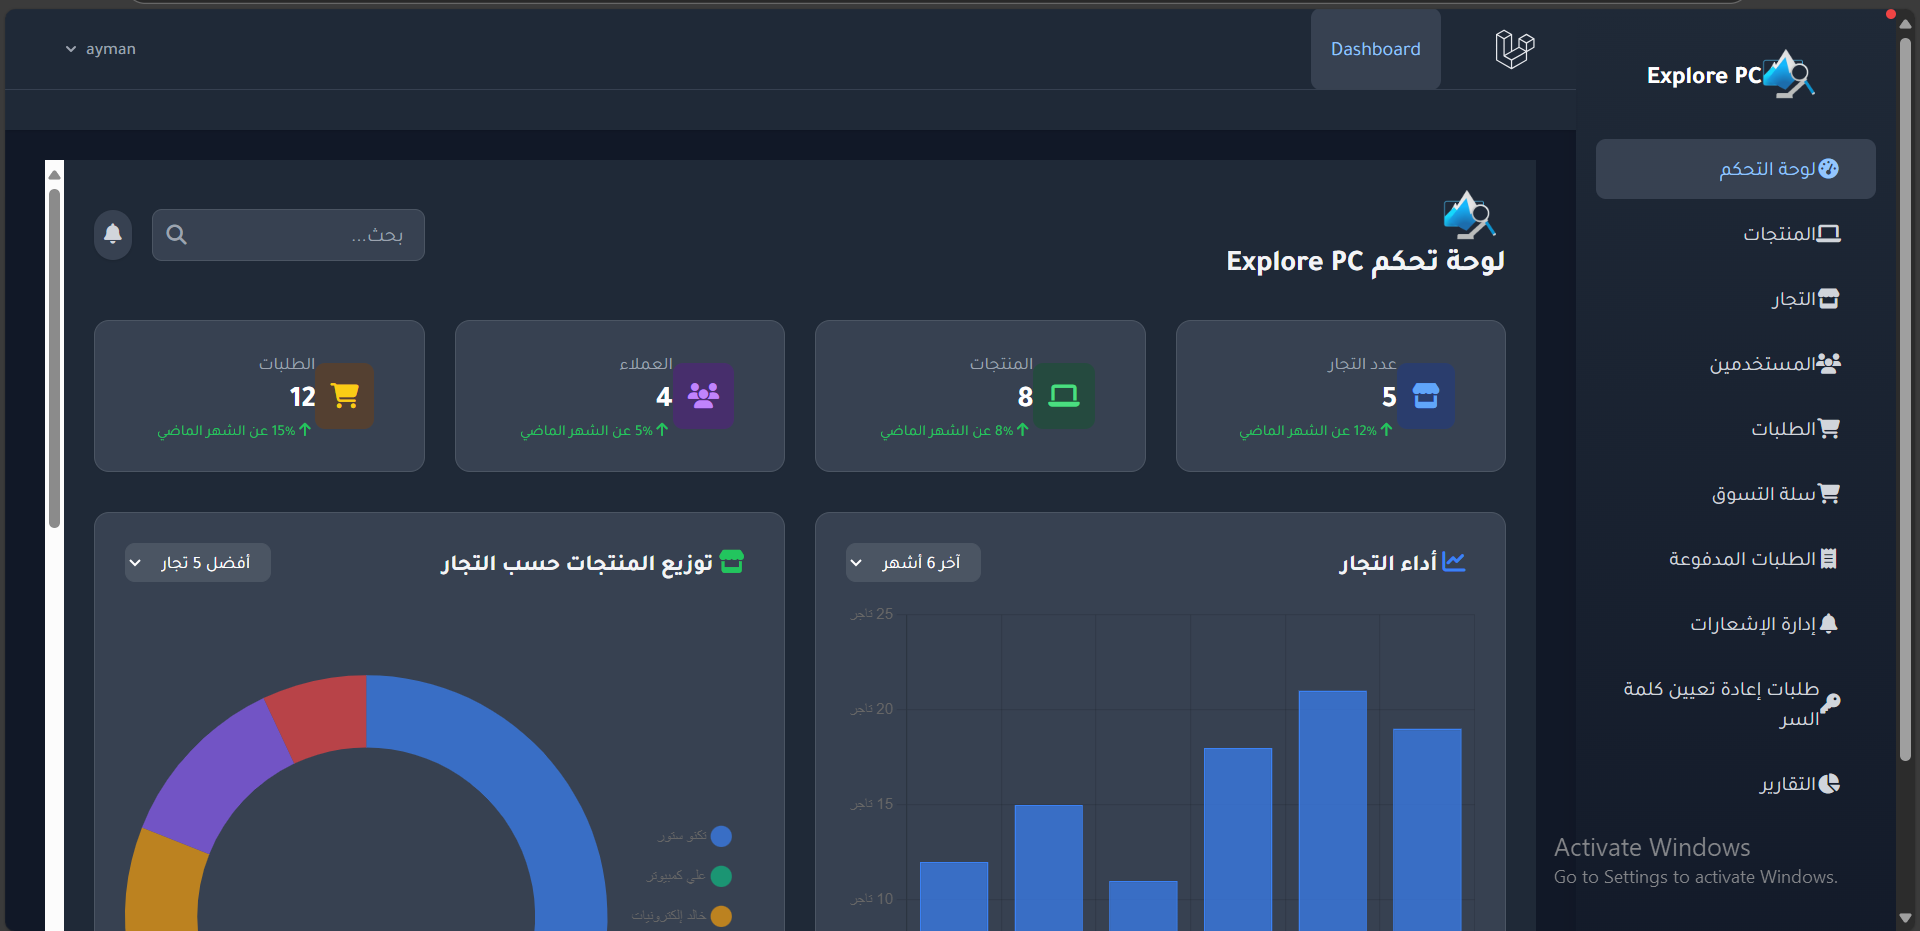 Explore PC
لوحة التحكم
المنتجات
التجار
المستخدمين
الطلبات
سلة التسوق
الطلبات المدفوعة
إدارة الإشعارات
طلبات إعادة تعيين كلمة
السر
التقارير
Dashboard
ayman
لوحة تحكم Explore PC
بحث...
عدد التجار
5
12% عن الشهر الماضي
المنتجات
8
8% عن الشهر الماضي
العملاء
4
5% عن الشهر الماضي
الطلبات
12
15% عن الشهر الماضي
أداء التجار
آخر 6 أشهر
25 تاجر
20 تاجر
15 تاجر
10 تاجر
توزيع المنتجات حسب التجار
أفضل 5 تجار
تكنو ستور
علي كمبيوتر
خالد إلكترونيات
Activate Windows
Go to Settings to activate Windows.